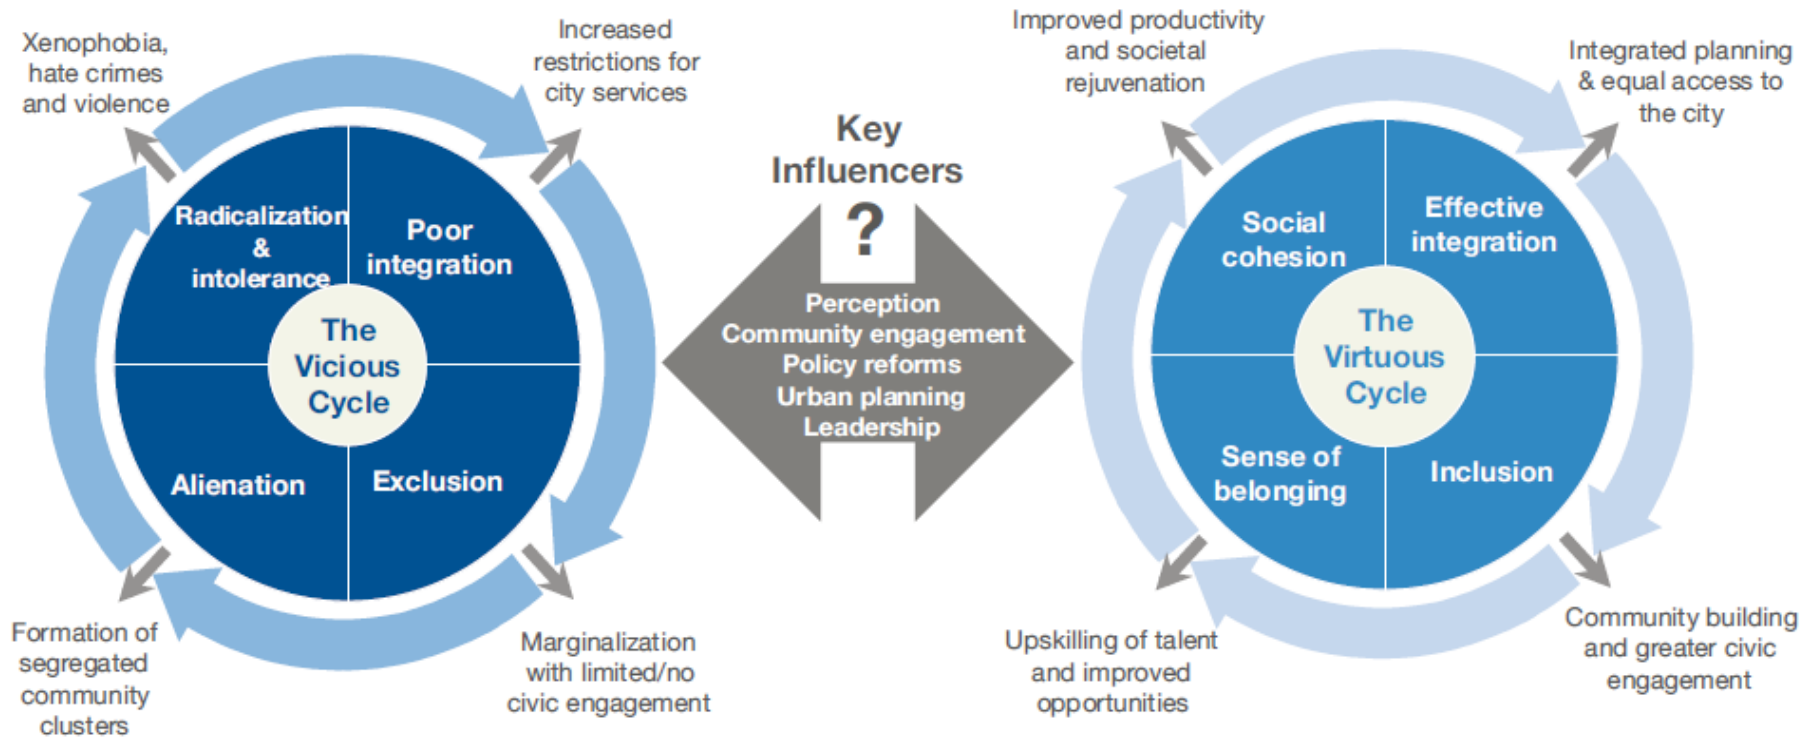 Xenophobia,
hate crimes
and violence
Increased
restrictions for
city services
Radicalization
&
intolerance
Poor
integration
The
Vicious
Cycle
Alienation
Exclusion
Formation of
segregated
community
clusters
Marginalization
with limited/no
civic engagement
Key
Influencers
?
Perception
Community engagement
Policy reforms
Urban planning
Leadership
Improved productivity
and societal
rejuvenation
Integrated planning
& equal access to
the city
Social
cohesion
Effective
integration
The
Virtuous
Cycle
Sense of
belonging
Inclusion
Upskilling of talent
and improved
opportunities
Community building
and greater civic
engagement